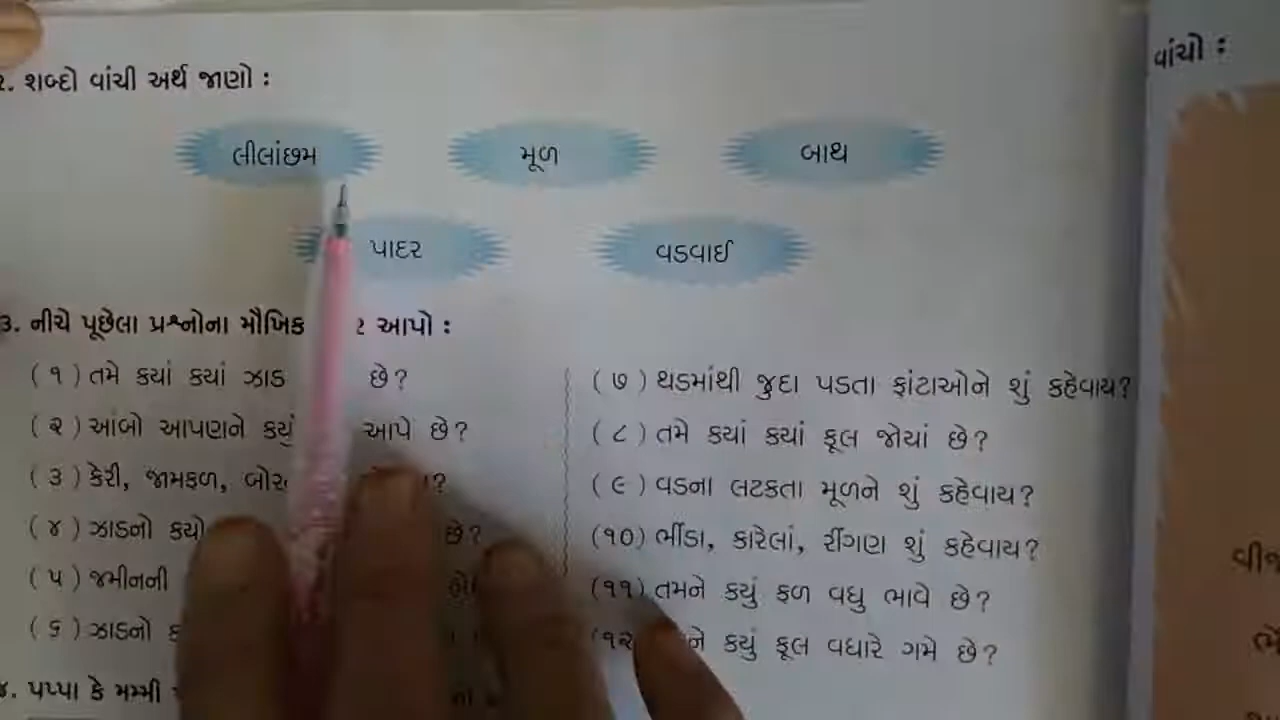 ૨. શબ્દો વાંચી અર્થ જાણો :
લીલાંછમ મૂળ બાથ
પાદર વડવાઈ
૩. નીચે પૂછેલા પ્રશ્નોના મૌખિક આપો :
(૧) તમે કયાં કયાં ઝાડ છે?
(૨) આંબો આપણને કયું આપે છે?
(૩) કેરી, જામફળ,
(૪) ઝાડનો કયો છે?
(૫) જમીનની
(૬) ઝાડનો
(૭) થડમાંથી જુદા પડતા ફાંટાઓને શું કહેવાય?
(૮) તમે કયાં કયાં ફૂલ જોયાં છે?
(૯) વડના લટકતા મૂળને શું કહેવાય?
(૧૦) ભીંડા, કારેલાં, રીંગણ શું કહેવાય?
(૧૧) તમને કયું ફળ વધુ ભાવે છે?
(૧૨ કયું ફૂલ વધારે ગમે છે?
૪. પપ્પા કે મમ્મી
વાંચો :